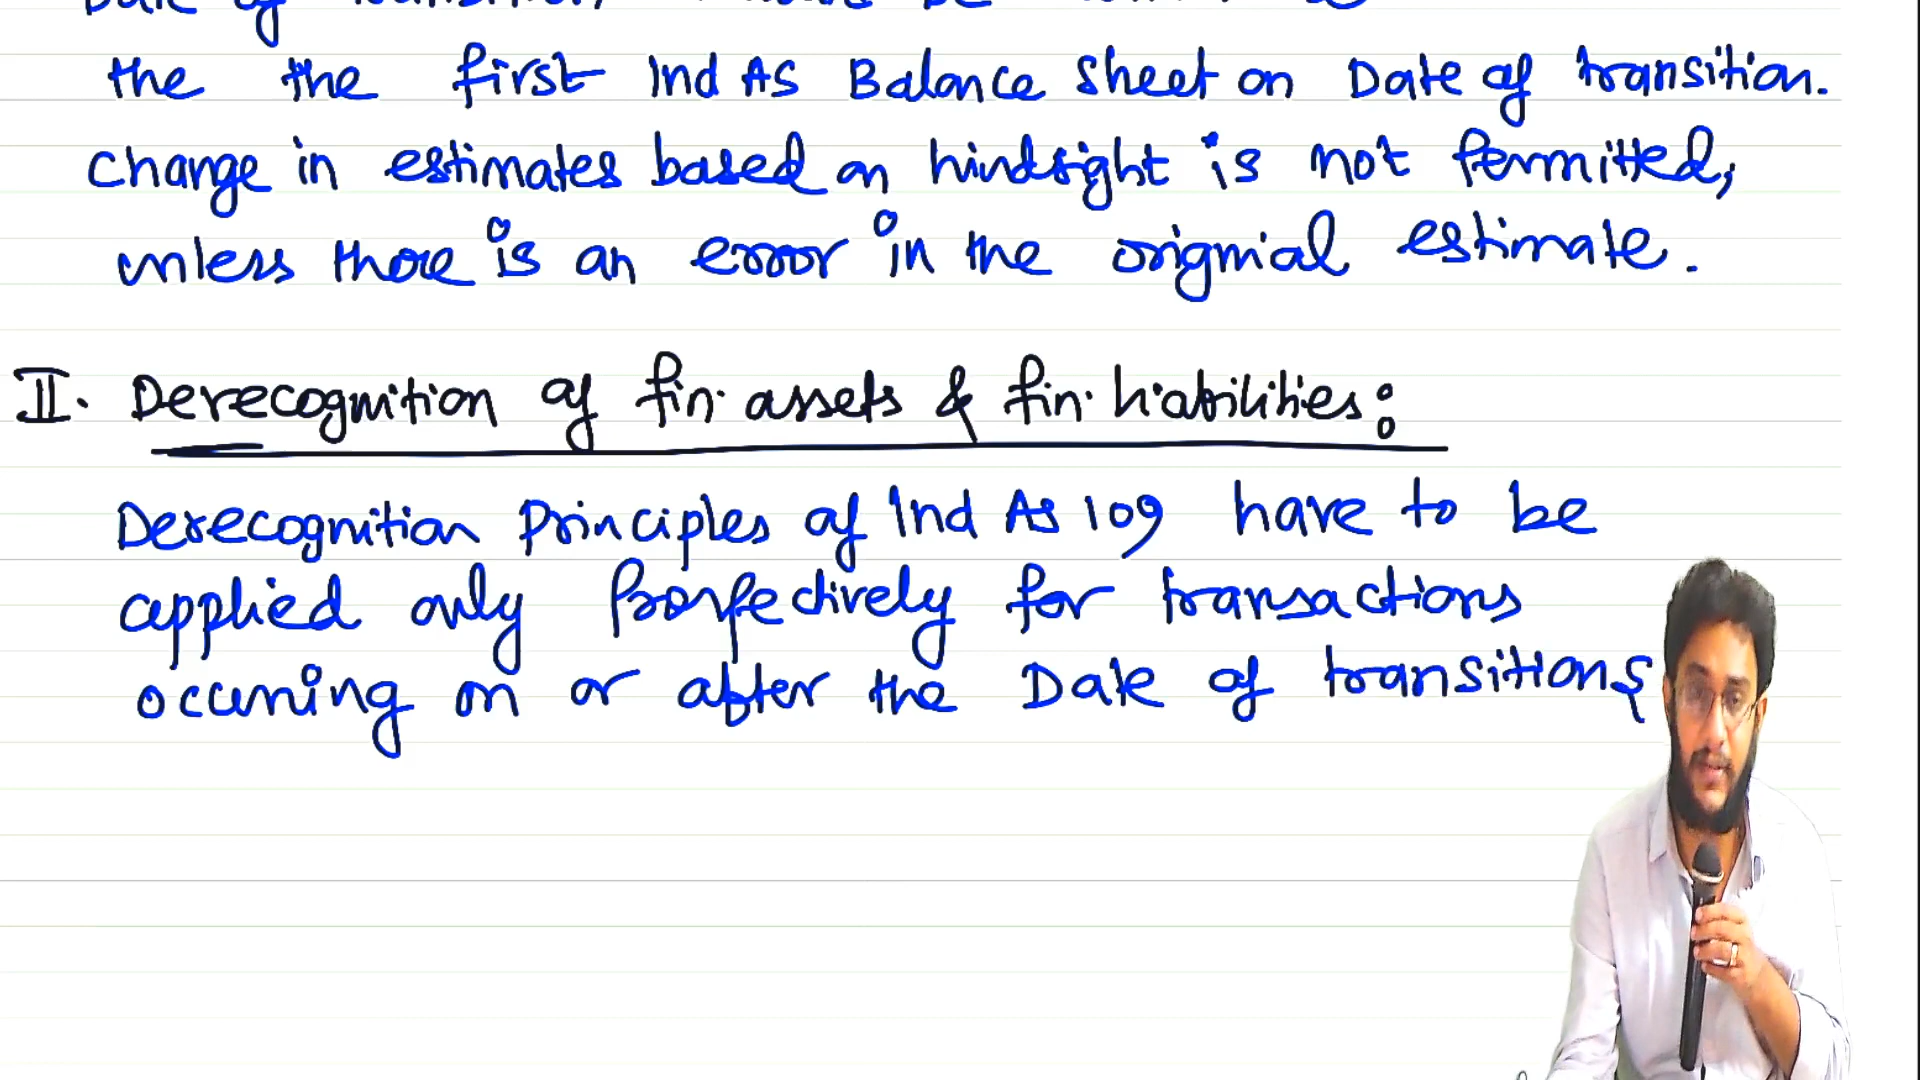 the the first Ind AS Balance Sheet on Date of transition.
Change in estimates based on hindsight is not Permitted,
unless there is an error in the original estimate.
II. Derecognition of fin. assets & fin. liabilities:
Derecognition Principles of Ind AS 109 have to be
applied only Prospectively for transactions
occurring on or after the Date of transitions